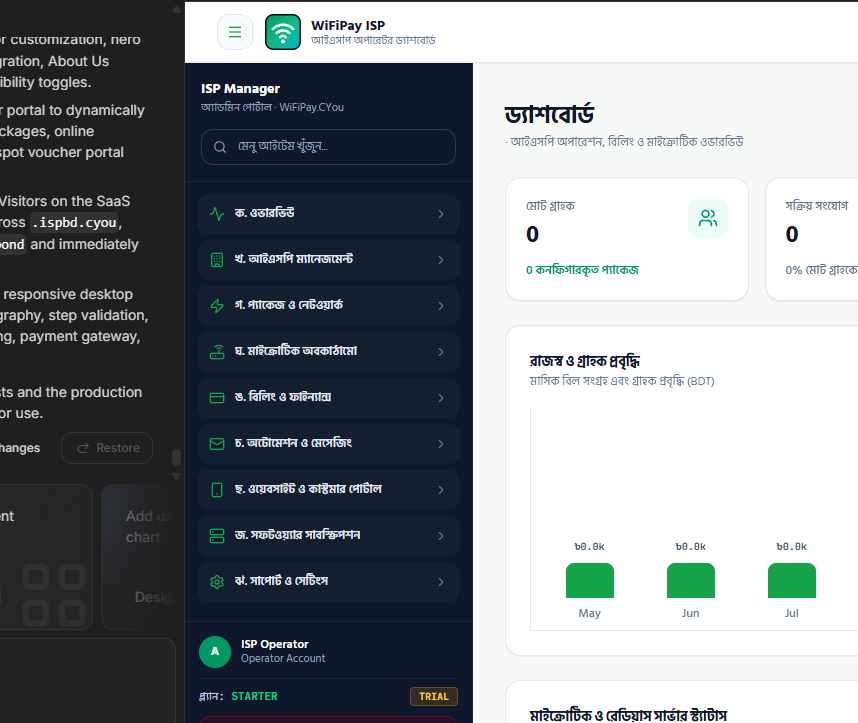 or customization, hero
gration, About Us
ibility toggles.
r portal to dynamically
ckages, online
spot voucher portal
Visitors on the SaaS
ross .ispbd.cyou,
pond and immediately
responsive desktop
graphy, step validation,
ng, payment gateway,
sts and the production
or use.
hanges
Restore
ent
Add us
chart
Desig
WiFiPay ISP
আইএসপি অপারেটর ড্যাশবোর্ড
ISP Manager
অ্যাডমিন পোর্টাল · WiFiPay.CYou
মেনু আইটেম খুঁজুন...
ক. ওভারভিউ
খ. আইএসপি ম্যানেজমেন্ট
গ. প্যাকেজ ও নেটওয়ার্ক
ঘ. মাইক্রোটিক অবকাঠামো
ঙ. বিলিং ও ফাইন্যান্স
চ. অটোমেশন ও মেসেজিং
ছ. ওয়েবসাইট ও কাস্টমার পোর্টাল
জ. সফটওয়্যার সাবস্ক্রিপশন
ঝ. সাপোর্ট ও সেটিংস
A
ISP Operator
Operator Account
প্ল্যান: STARTER
TRIAL
ড্যাশবোর্ড
· আইএসপি অপারেশন, বিলিং ও মাইক্রোটিক ওভারভিউ
মোট গ্রাহক
0
0 কনফিগারকৃত প্যাকেজ
সক্রিয় সংযোগ
0
0% মোট গ্রাহকে
রাজস্ব ও গ্রাহক প্রবৃদ্ধি
মাসিক বিল সংগ্রহ এবং গ্রাহক প্রবৃদ্ধি (BDT)
৳0.0k
৳0.0k
৳0.0k
May
Jun
Jul
মাইক্রোটিক ও রেডিয়াস সার্ভার স্ট্যাটাস